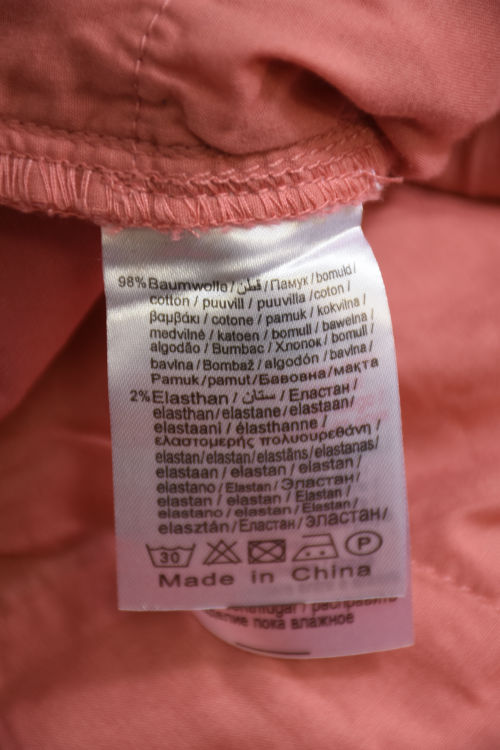 98% Baumwolle / قطن / Памук / bomuld /
cotton / puuvill / puuvilla / coton /
βαμβάκι / cotone / pamuk / kokvilna /
medvilnė / katoen / bomull / bawełna /
algodão / Bumbac / Хлопок / bomull /
bavlna / Bombaž / algodón / bavlna /
Pamuk / pamut / Бавовна / мақта
2% Elasthan / ستان / Еластан /
elasthan / elastane / elastaan /
elastaani / élasthanne /
ελαστομερής πολυουρεθάνη /
elastan / elastan / elastāns / elastanas /
elastaan / elastan / elastan /
elastano / Elastan / Эластан /
elastan / elastan / Elastan /
elastano / elastan / elastan /
elasztán / Еластан / эластан /
30 P
Made in China
расправить
пока влажное